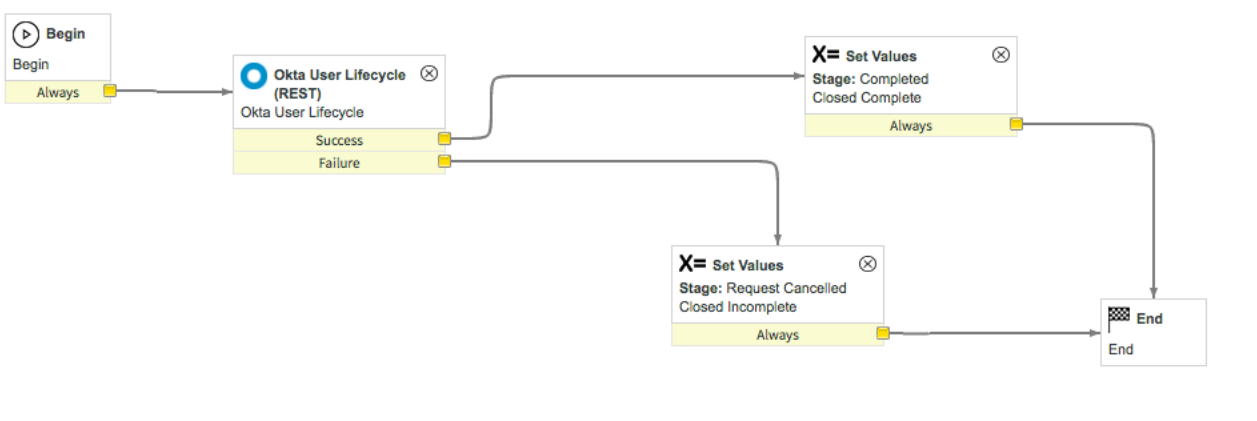 Begin
Begin
Always
Okta User Lifecycle
(REST)
Okta User Lifecycle
Success
Failure
X= Set Values
Stage: Completed
Closed Complete
Always
X= Set Values
Stage: Request Cancelled
Closed Incomplete
Always
End
End